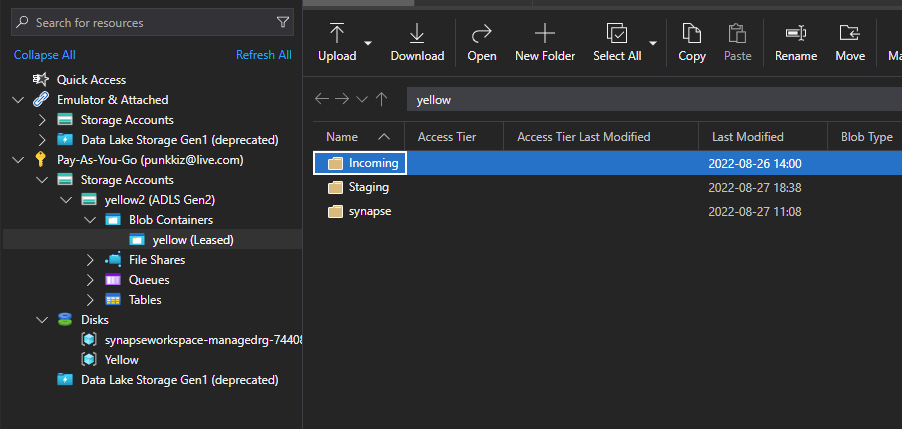 Search for resources
Collapse All
Refresh All
Quick Access
Emulator & Attached
Storage Accounts
Data Lake Storage Gen1 (deprecated)
Pay-As-You-Go (punkkiz@live.com)
Storage Accounts
yellow2 (ADLS Gen2)
Blob Containers
yellow (Leased)
File Shares
Queues
Tables
Disks
synapseworkspace-managedrg-74408
Yellow
Data Lake Storage Gen1 (deprecated)
Upload
Download
Open
New Folder
Select All
Copy
Paste
Rename
Move
Ma
yellow
Name Access Tier Access Tier Last Modified Last Modified Blob Type
Incoming 2022-08-26 14:00
Staging 2022-08-27 18:38
synapse 2022-08-27 11:08